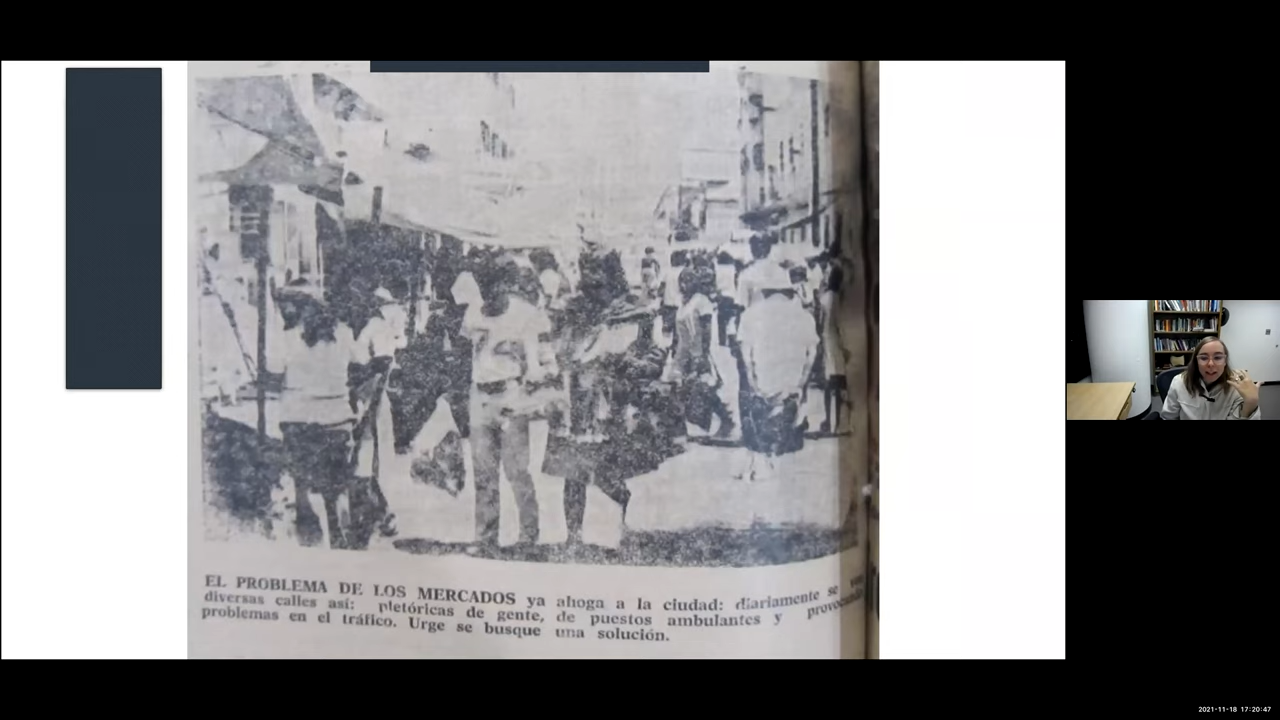 EL PROBLEMA DE LOS MERCADOS ya ahoga a la ciudad: diariamente se
diversas calles así: pletóricas de gente, de puestos ambulantes y provocando
problemas en el tráfico. Urge se busque una solución.
2021-11-18 17:20:47